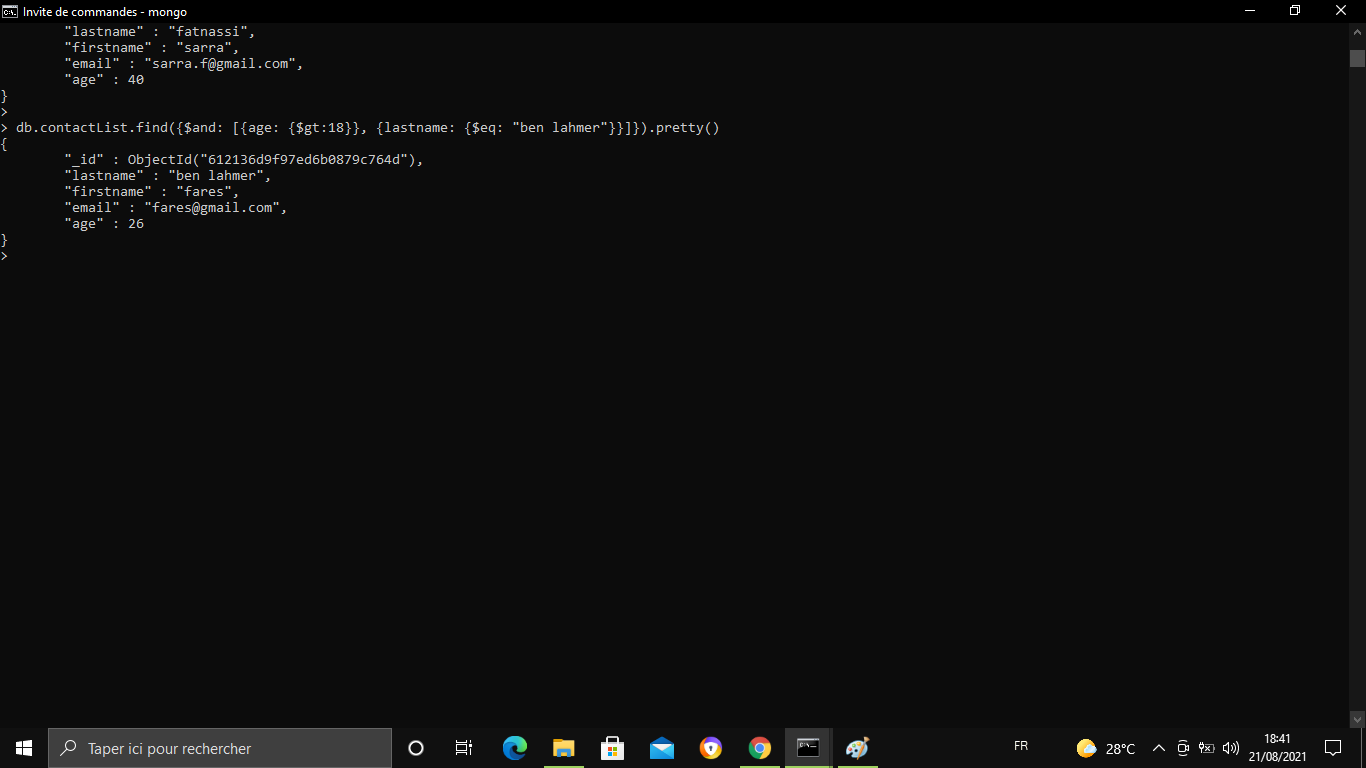 Invite de commandes - mongo
"lastname" : "fatnassi",
"firstname" : "sarra",
"email" : "sarra.f@gmail.com",
"age" : 40
}
>
> db.contactList.find({$and: [{age: {$gt:18}}, {lastname: {$eq: "ben lahmer"}}]}).pretty()
{
"_id" : ObjectId("612136d9f97ed6b0879c764d"),
"lastname" : "ben lahmer",
"firstname" : "fares",
"email" : "fares@gmail.com",
"age" : 26
}
>
Taper ici pour rechercher
FR
28°C
18:41
21/08/2021